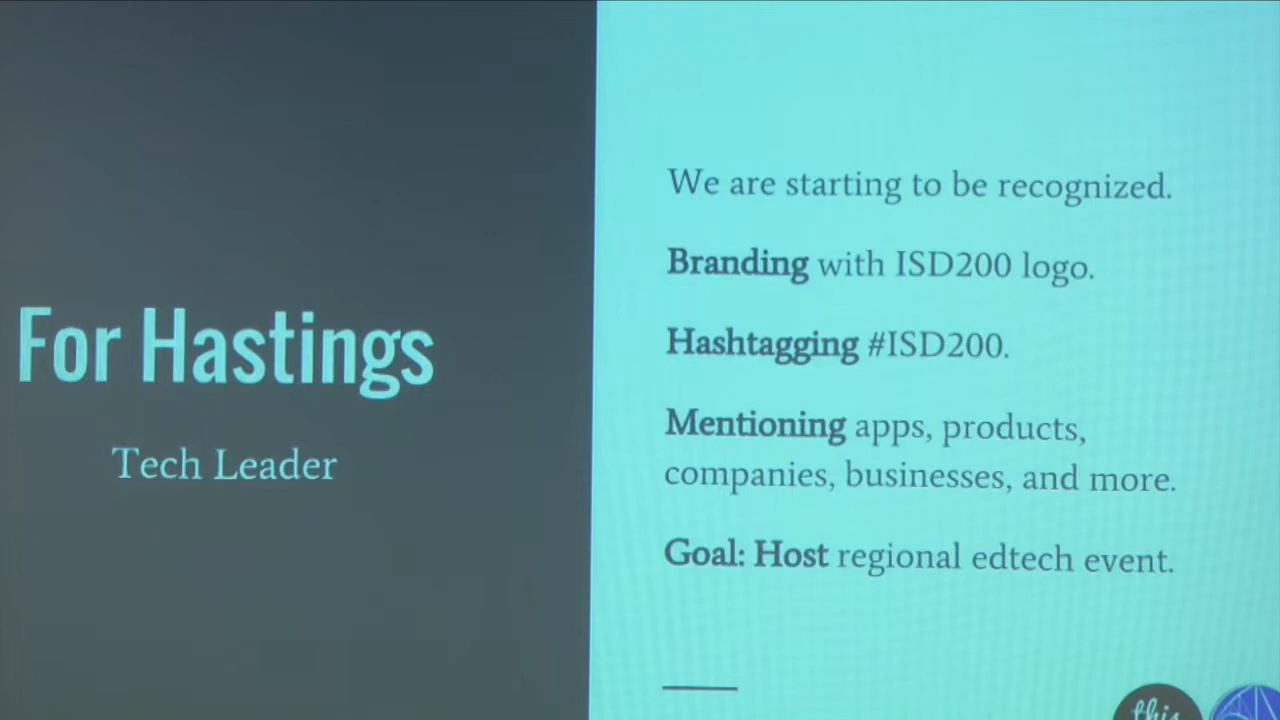 For Hastings
Tech Leader
We are starting to be recognized.
Branding with ISD200 logo.
Hashtagging #ISD200.
Mentioning apps, products,
companies, businesses, and more.
Goal: Host regional edtech event.
this